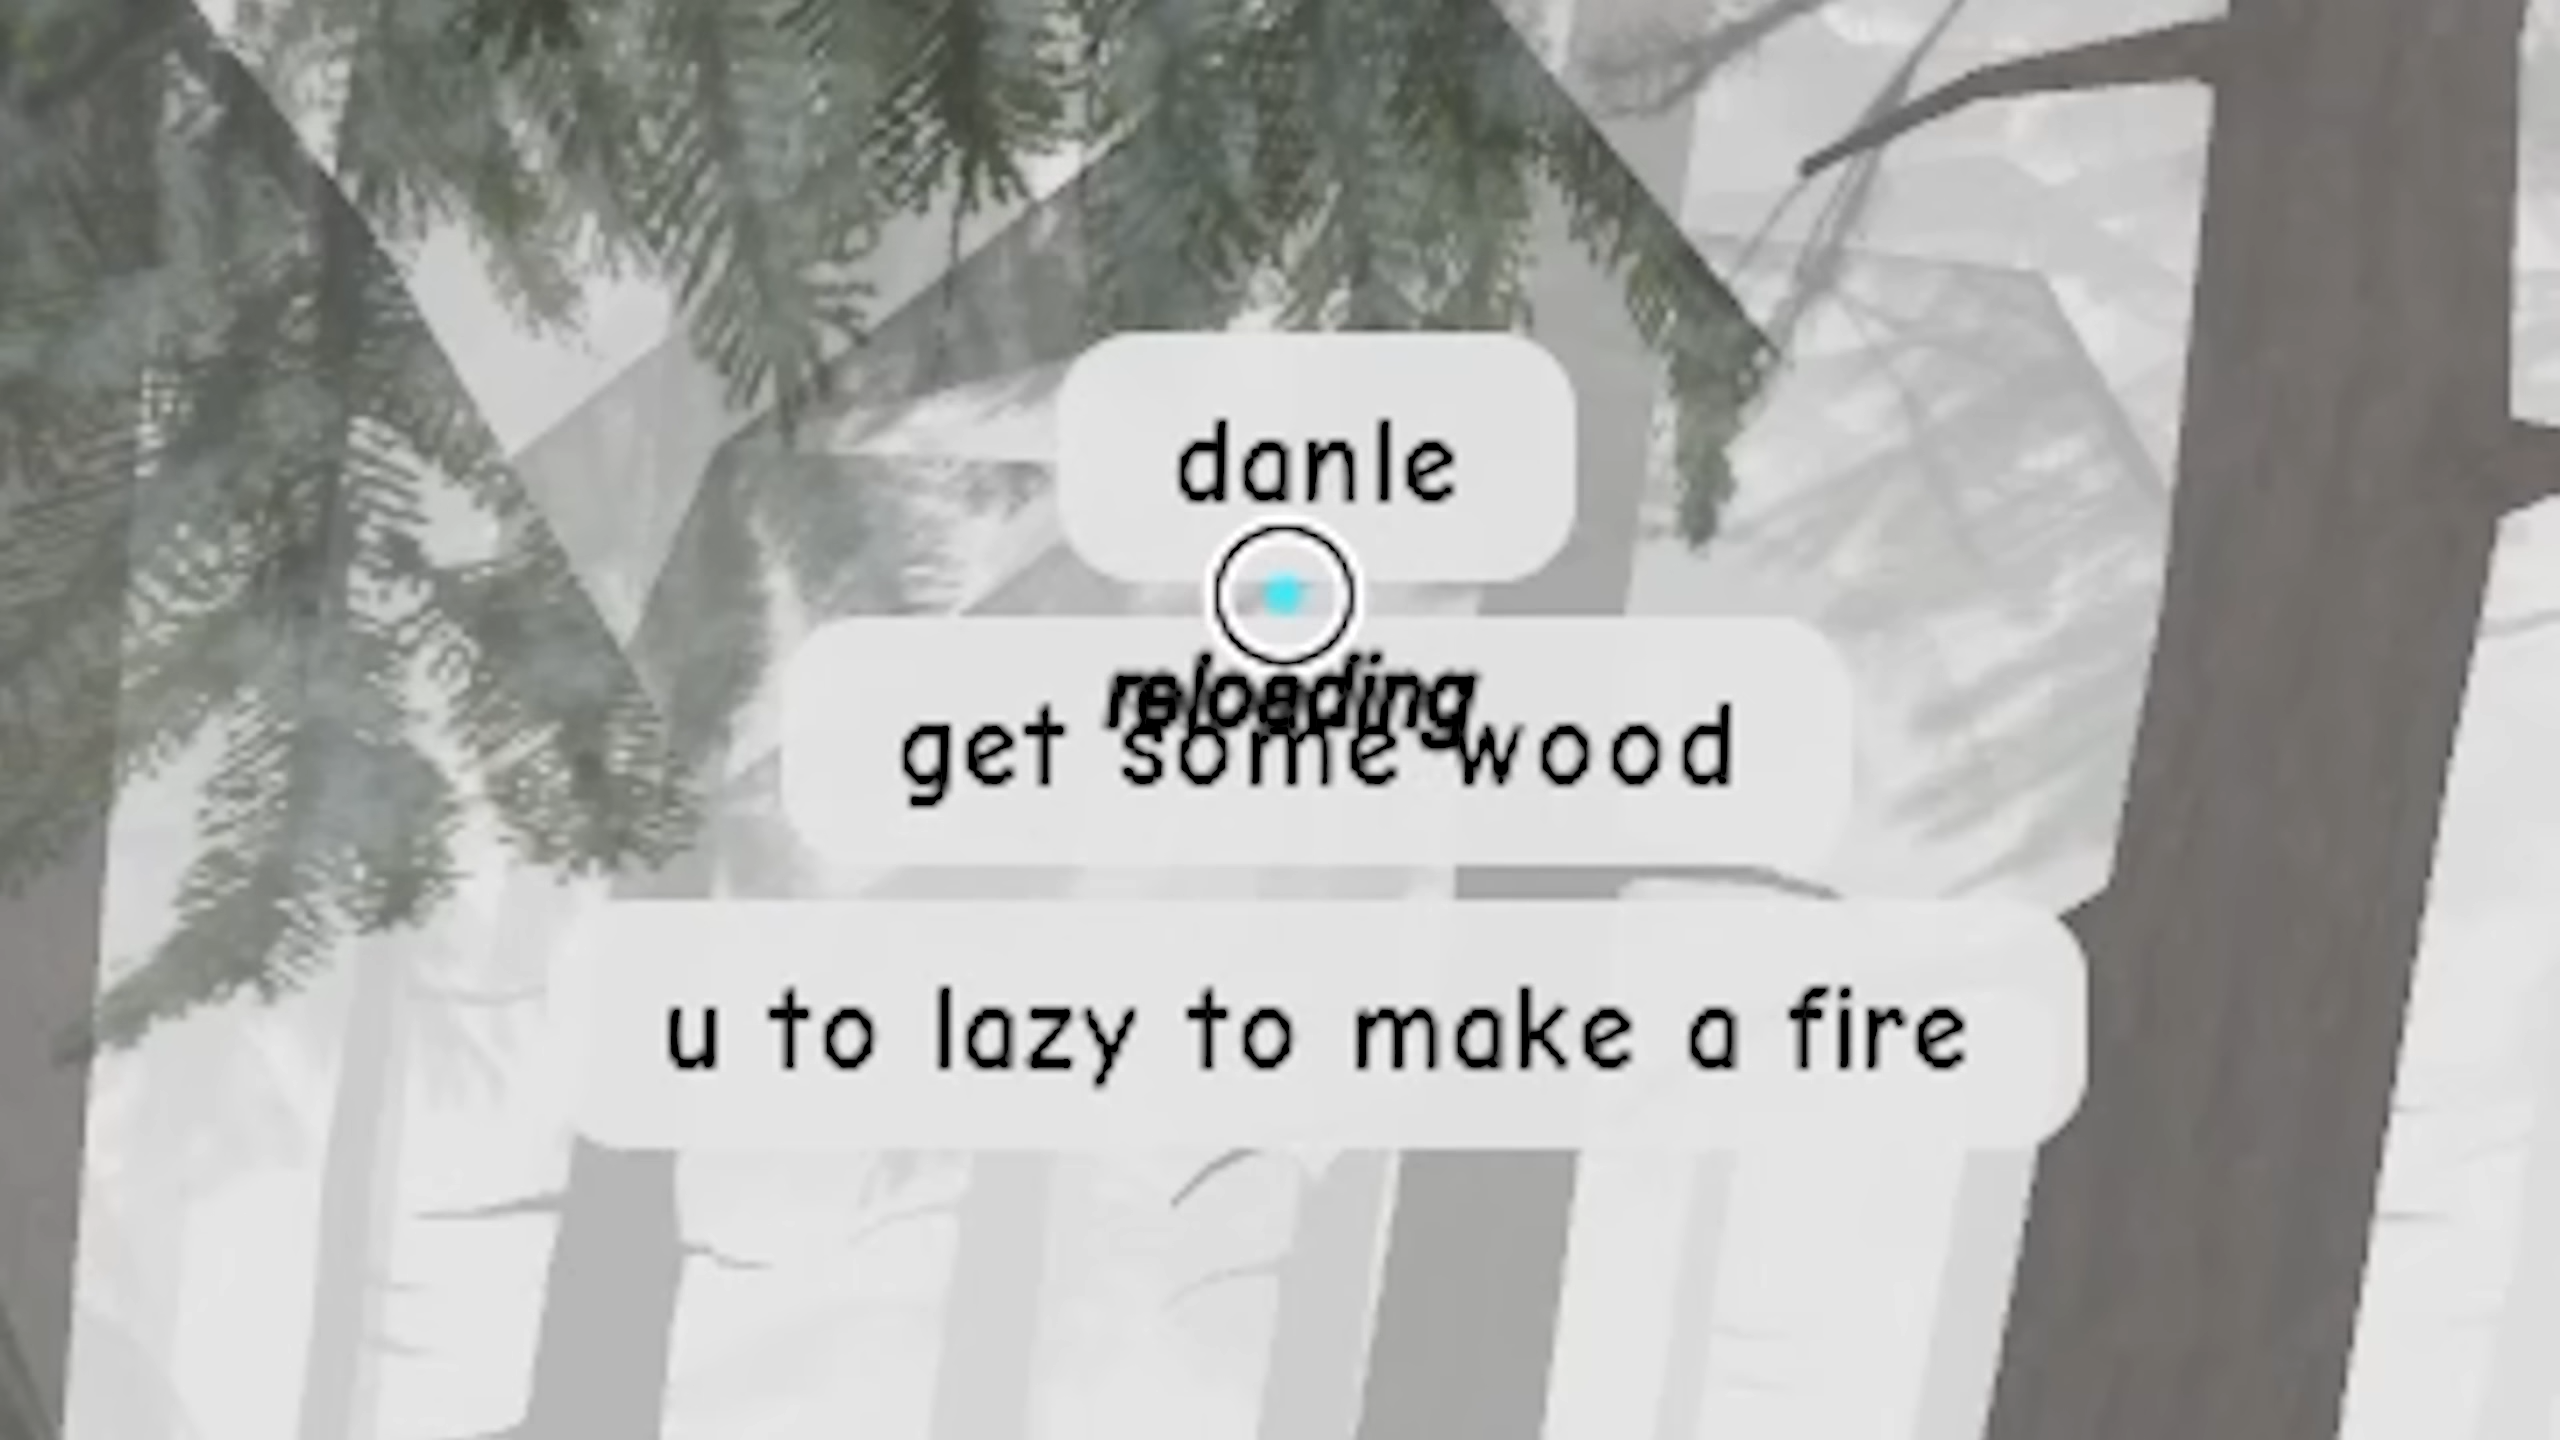 danle
reloading
get some wood
u to lazy to make a fire